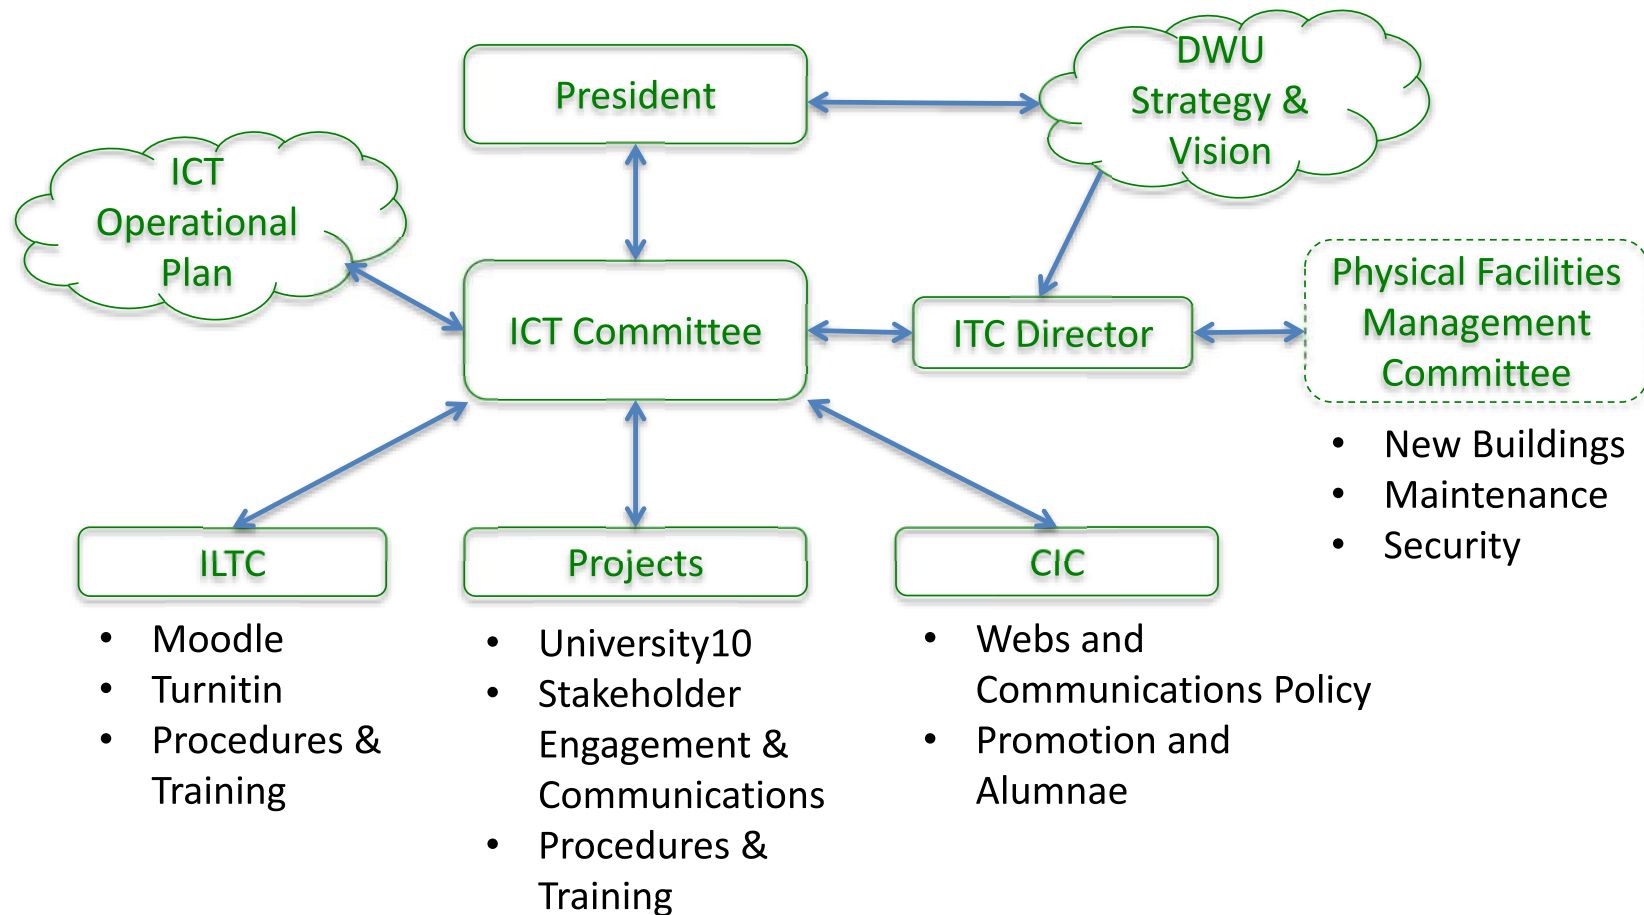 President
DWU
Strategy &
Vision
ICT
Operational
Plan
ICT Committee
ITC Director
Physical Facilities
Management
Committee
• New Buildings
• Maintenance
• Security
ILTC
• Moodle
• Turnitin
• Procedures &
Training
Projects
• University10
• Stakeholder
Engagement &
Communications
• Procedures &
Training
CIC
• Webs and
Communications Policy
• Promotion and
Alumnae